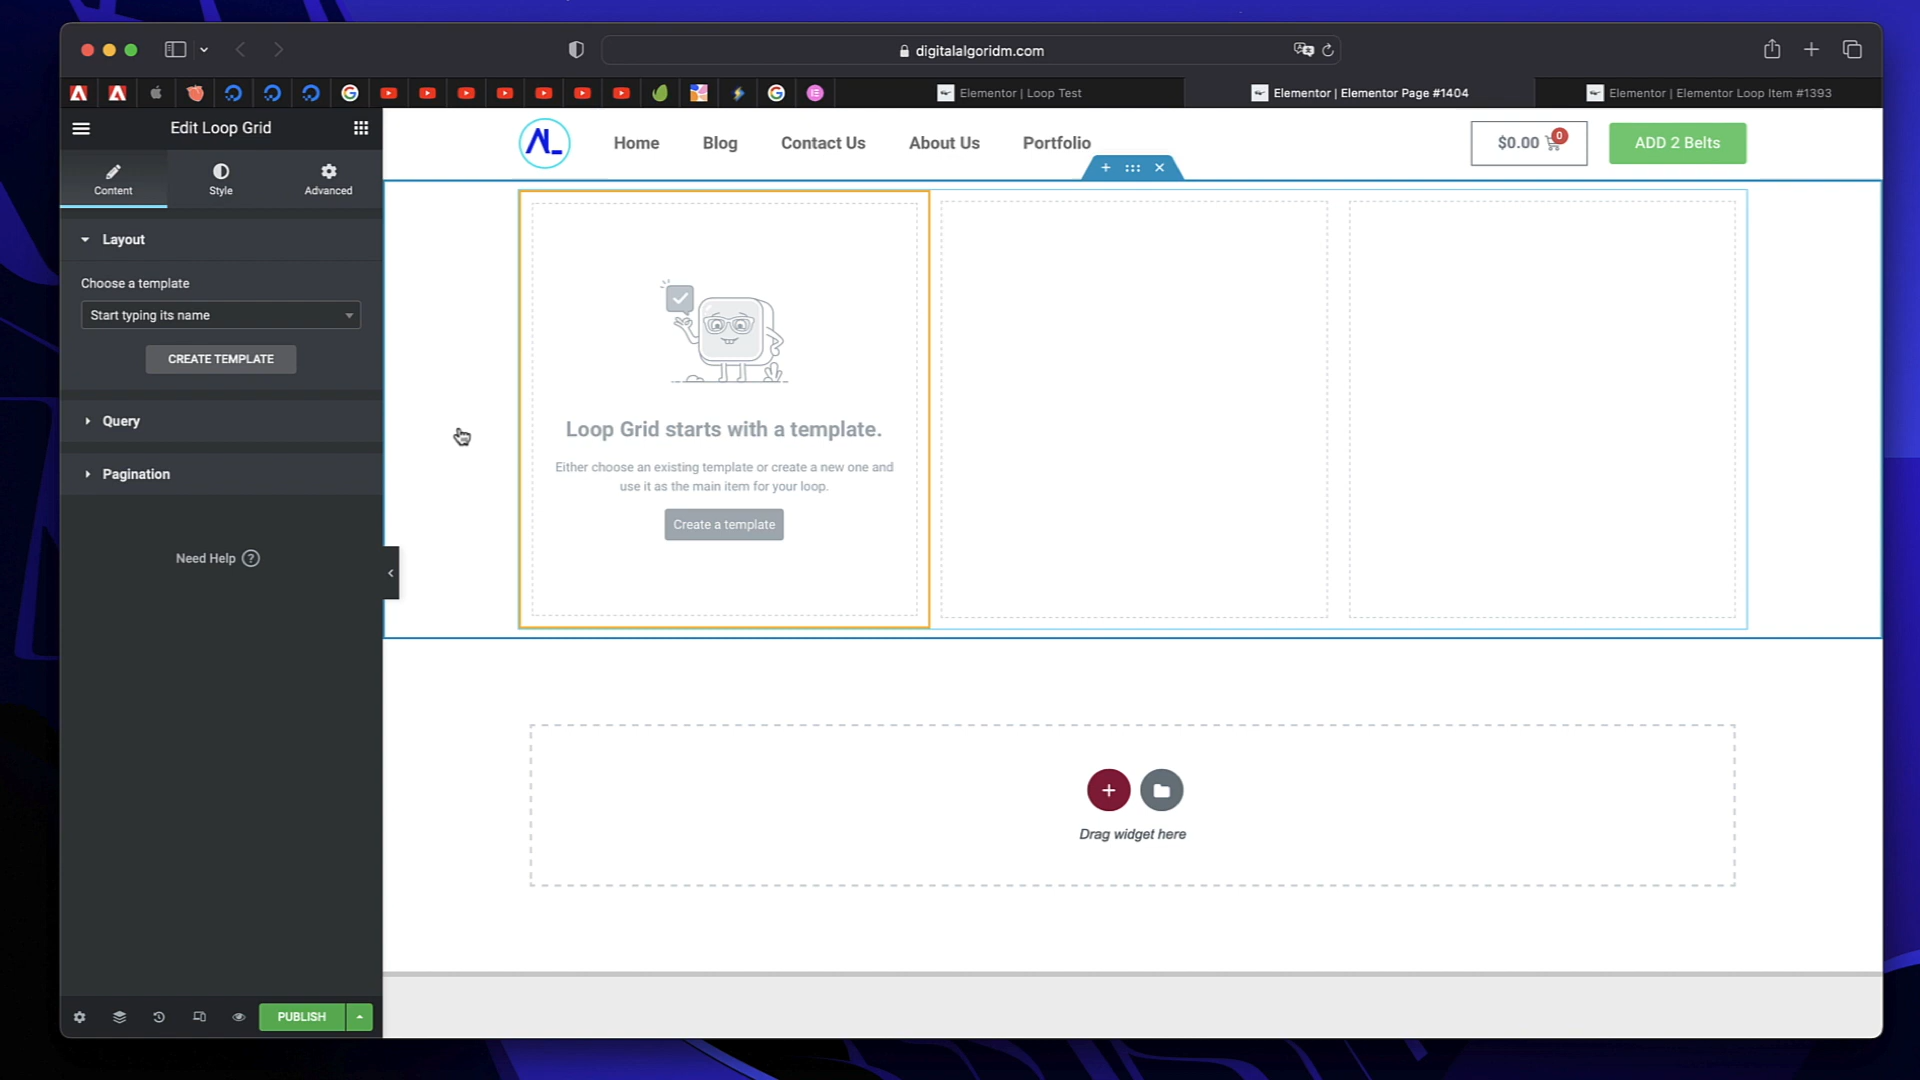 digitalalgoridm.com
Elementor | Loop Test
Elementor | Elementor Page #1404
Elementor | Elementor Loop Item #1393
Edit Loop Grid
Content
Style
Advanced
Layout
Choose a template
Start typing its name
CREATE TEMPLATE
Query
Pagination
Need Help ?
PUBLISH
AL_
Home
Blog
Contact Us
About Us
Portfolio
$0.00
0
ADD 2 Belts
Loop Grid starts with a template.
Either choose an existing template or create a new one and
use it as the main item for your loop.
Create a template
Drag widget here